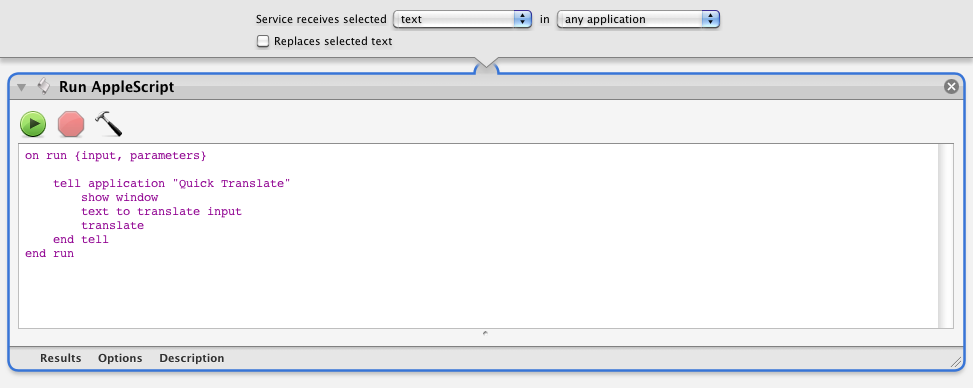 Service receives selected text in any application
Replaces selected text
Run AppleScript
on run {input, parameters}
tell application "Quick Translate"
show window
text to translate input
translate
end tell
end run
Results Options Description